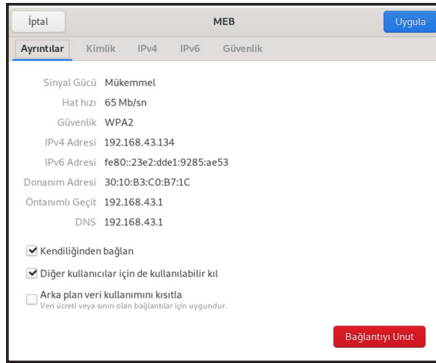 İptal MEB Uygula
Ayrıntılar Kimlik IPv4 IPv6 Güvenlik
Sinyal Gücü Mükemmel
Hat hızı 65 Mb/sn
Güvenlik WPA2
IPv4 Adresi 192.168.43.134
IPv6 Adresi fe80::23e2:dde1:9285:ae53
Donanım Adresi 30:10:B3:C0:B7:1C
Öntanımlı Geçit 192.168.43.1
DNS 192.168.43.1
Kendiliğinden bağlan
Diğer kullanıcılar için de kullanılabilir kıl
Arka plan veri kullanımını kısıtla
Veri ücreti veya sınırı olan bağlantılar için uygundur.
Bağlantıyı Unut